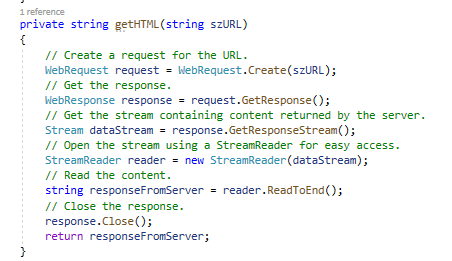 1 reference
private string getHTML(string szURL)
{
// Create a request for the URL.
WebRequest request = WebRequest.Create(szURL);
// Get the response.
WebResponse response = request.GetResponse();
// Get the stream containing content returned by the server.
Stream dataStream = response.GetResponseStream();
// Open the stream using a StreamReader for easy access.
StreamReader reader = new StreamReader(dataStream);
// Read the content.
string responseFromServer = reader.ReadToEnd();
// Close the response.
response.Close();
return responseFromServer;
}